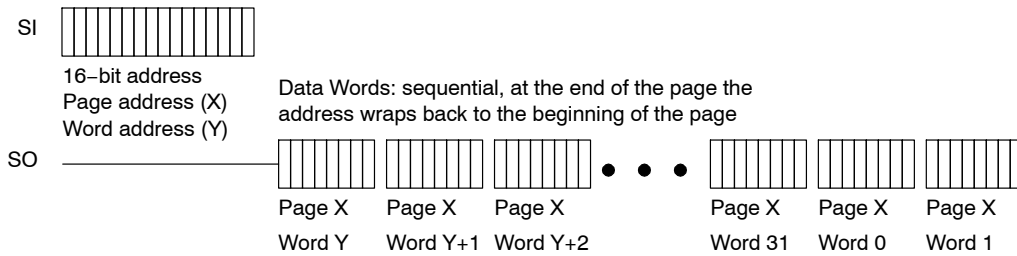 SI
16−bit address
Page address (X)
Word address (Y)
Data Words: sequential, at the end of the page the
address wraps back to the beginning of the page
SO
Page X Page X Page X Page X Page X Page X
Word Y Word Y+1 Word Y+2 Word 31 Word 0 Word 1